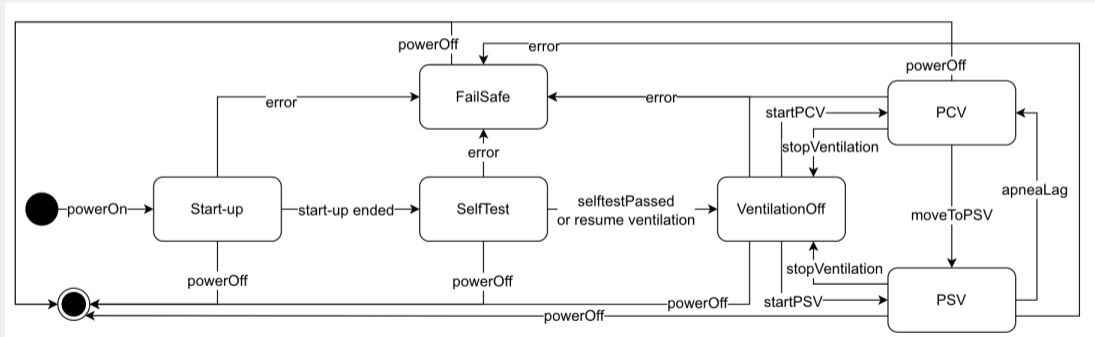 powerOff
error
powerOff
FailSafe
error
error
startPCV
PCV
stopVentilation
error
apneaLag
powerOn
Start-up
start-up ended
SelfTest
selftestPassed
or resume ventilation
VentilationOff
moveToPSV
stopVentilation
powerOff
powerOff
powerOff
startPSV
PSV
powerOff